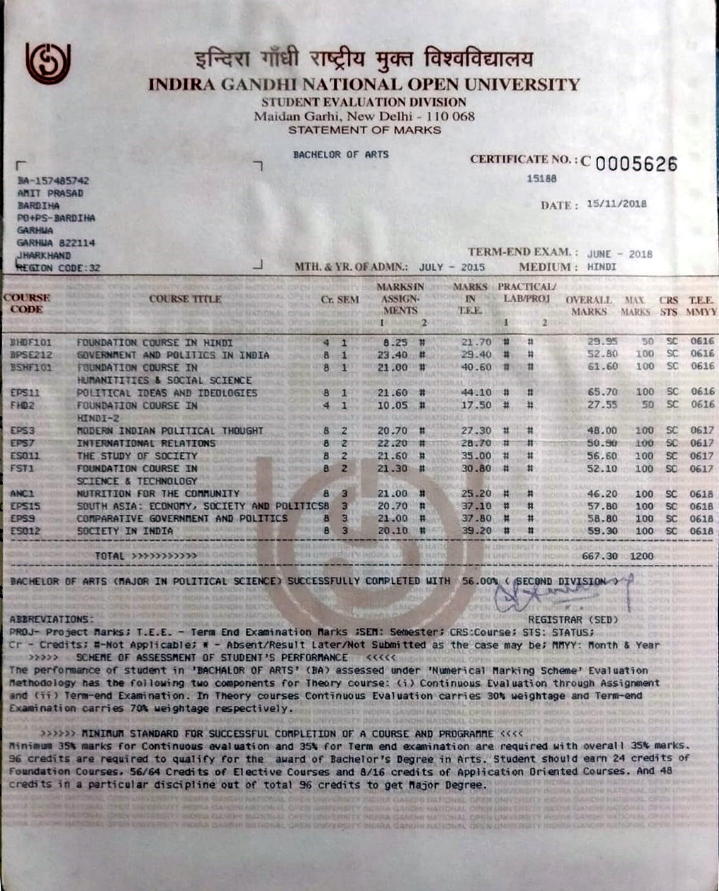 इन्दिरा गाँधी राष्ट्रीय मुक्त विश्वविद्यालय
INDIRA GANDHI NATIONAL OPEN UNIVERSITY
STUDENT EVALUATION DIVISION
Maidan Garhi, New Delhi - 110 068
STATEMENT OF MARKS
BACHELOR OF ARTS
CERTIFICATE NO. : C 0005626
15188
BA-157485742
AMIT PRASAD
BARDIHA
PO+PS-BARDIHA
GARHWA
GARHWA 822114
JHARKHAND
REGION CODE:32
DATE : 15/11/2018
TERM-END EXAM. : JUNE - 2018
MTH. & YR. OF ADMN.: JULY - 2015 MEDIUM : HINDI
COURSE CODE COURSE TITLE Cr. SEM MARKS IN ASSIGN-MENTS 1 2 MARKS IN T.E.E. PRACTICAL/ LAB/PROJ 1 2 OVERALL MARKS MAX. MARKS CRS STS T.E.E. MMYY
BHDF101 FOUNDATION COURSE IN HINDI 4 1 8.25 # 21.70 # # 29.95 50 SC 0616
BPSE212 GOVERNMENT AND POLITICS IN INDIA 8 1 23.40 # 29.40 # # 52.80 100 SC 0616
BSHF101 FOUNDATION COURSE IN 8 1 21.00 # 40.60 # # 61.60 100 SC 0616
HUMANITITIES & SOCIAL SCIENCE
EPS11 POLITICAL IDEAS AND IDEOLOGIES 8 1 21.60 # 44.10 # # 65.70 100 SC 0616
FHD2 FOUNDATION COURSE IN 4 1 10.05 # 17.50 # # 27.55 50 SC 0616
HINDI-2
EPS3 MODERN INDIAN POLITICAL THOUGHT 8 2 20.70 # 27.30 # # 48.00 100 SC 0617
EPS7 INTERNATIONAL RELATIONS 8 2 22.20 # 28.70 # # 50.90 100 SC 0617
ESO11 THE STUDY OF SOCIETY 8 2 21.60 # 35.00 # # 56.60 100 SC 0617
FST1 FOUNDATION COURSE IN 8 2 21.30 # 30.80 # # 52.10 100 SC 0617
SCIENCE & TECHNOLOGY
ANC1 NUTRITION FOR THE COMMUNITY 8 3 21.00 # 25.20 # # 46.20 100 SC 0618
EPS15 SOUTH ASIA: ECONOMY, SOCIETY AND POLITICS8 3 20.70 # 37.10 # # 57.80 100 SC 0618
EPS9 COMPARATIVE GOVERNMENT AND POLITICS 8 3 21.00 # 37.80 # # 58.80 100 SC 0618
ESO12 SOCIETY IN INDIA 8 3 20.10 # 39.20 # # 59.30 100 SC 0618
TOTAL >>>>>>>>>>> 667.30 1200
BACHELOR OF ARTS (MAJOR IN POLITICAL SCIENCE) SUCCESSFULLY COMPLETED WITH 56.00% ( SECOND DIVISION
REGISTRAR (SED)
ABBREVIATIONS:
PROJ- Project Marks; T.E.E. - Term End Examination Marks ;SEM: Semester; CRS:Course; STS: STATUS;
Cr - Credits; #-Not Applicable; * - Absent/Result Later/Not Submitted as the case may be; MMYY: Month & Year
>>>>> SCHEME OF ASSESSMENT OF STUDENT'S PERFORMANCE <<<<<
The performance of student in 'BACHALOR OF ARTS' (BA) assessed under 'Numerical Marking Scheme' Evaluation
Methodology has the following two components for Theory course: (i) Continuous Evaluation through Assignment
and (ii) Term-end Examination. In Theory courses Continuous Evaluation carries 30% weightage and Term-end
Examination carries 70% weightage respectively.
>>>>>> MINIMUM STANDARD FOR SUCCESSFUL COMPLETION OF A COURSE AND PROGRAMME <<<<
Minimum 35% marks for Continuous evaluation and 35% for Term end examination are required with overall 35% marks.
96 credits are required to qualify for the award of Bachelor's Degree in Arts. Student should earn 24 credits of
Foundation Courses, 56/64 Credits of Elective Courses and 8/16 credits of Application Oriented Courses. And 48
credits in a particular discipline out of total 96 credits to get Major Degree.